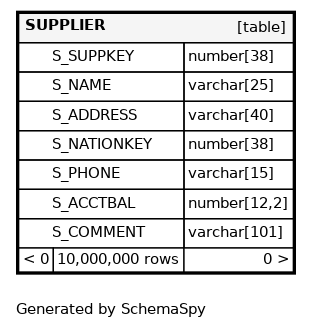 SUPPLIER [table]
S_SUPPKEY number[38]
S_NAME varchar[25]
S_ADDRESS varchar[40]
S_NATIONKEY number[38]
S_PHONE varchar[15]
S_ACCTBAL number[12,2]
S_COMMENT varchar[101]
< 0 10,000,000 rows 0 >
Generated by SchemaSpy